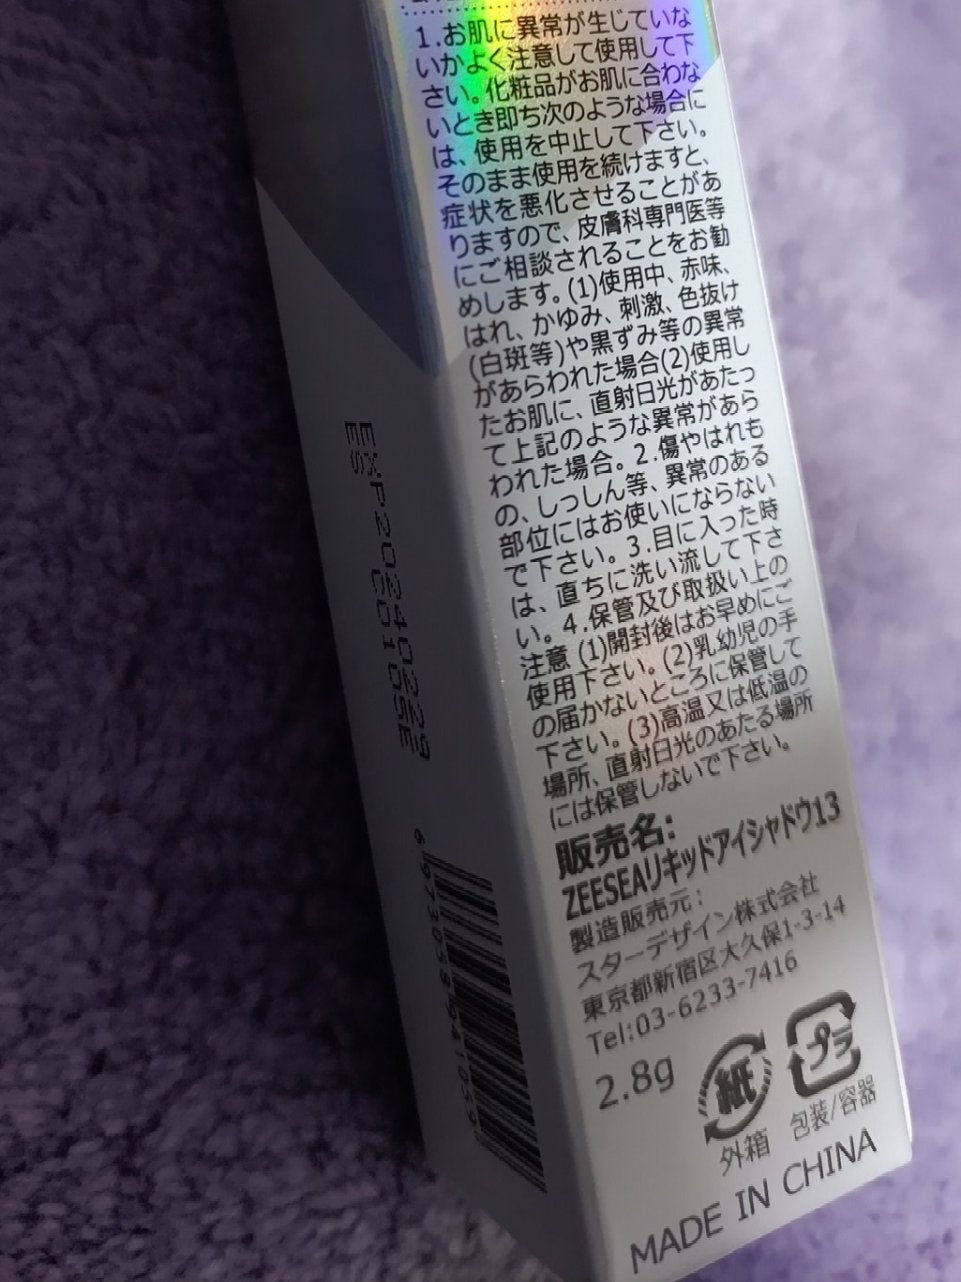 1.お肌に異常が生じていな
いかよく注意して使用して下
さい。化粧品がお肌に合わな
いとき即ち次のような場合に
は、使用を中止して下さい。
そのまま使用を続けますと、
症状を悪化させることがあ
りますので、皮膚科専門医等
にご相談されることをお勧
めします。(1)使用中、赤味、
はれ、かゆみ、刺激、色抜け
(白斑等)や黒ずみ等の異常
があらわれた場合(2)使用し
たお肌に、直射日光があたっ
て上記のような異常があら
われた場合。2.傷やはれも
の、しっしん等、異常のある
部位にはお使いにならない
で下さい。3.目に入った時
は、直ちに洗い流して下さ
い。4.保管及び取扱い上の
注意 (1)開封後はお早めにご
使用下さい。(2)乳幼児の手
の届かないところに保管して
下さい。(3)高温又は低温の
場所、直射日光のあたる場所
には保管しないで下さい。
販売名:
ZEESEAリキッドアイシャドウ13
製造販売元:
スターデザイン株式会社
東京都新宿区大久保1-3-14
Tel:03-6233-7416
2.8g
紙
外箱
プラ
包装/容器
MADE IN CHINA
EXP20240229